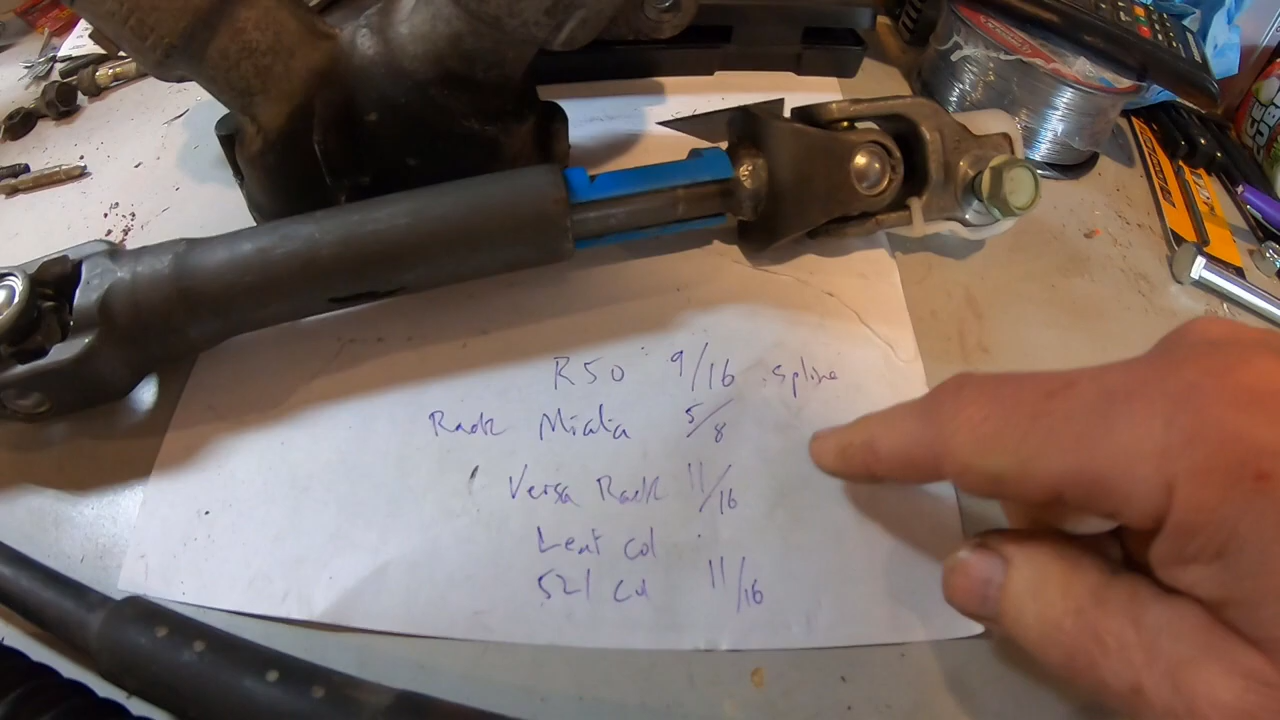 R50 9/16 spline
Rack Miata 5/8
Versa Rack 11/16
Leaf Col
521 Col 11/16